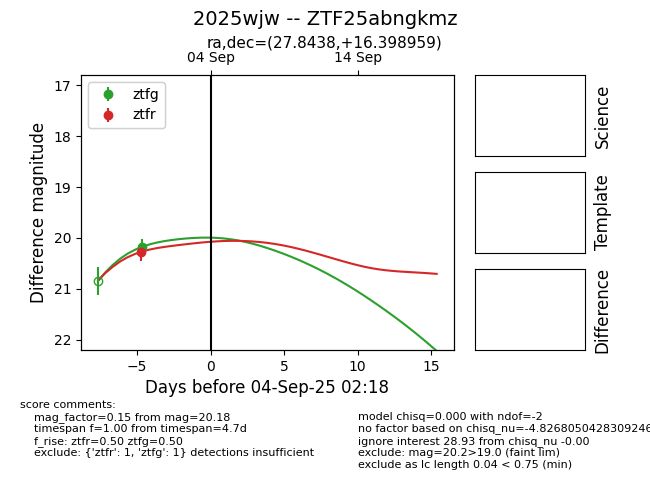 2025wjw -- ZTF25abngkmz
ra,dec=(27.8438,+16.398959)
04 Sep
14 Sep
ztfg
ztfr
17
18
19
20
21
22
Difference magnitude
−5
0
5
10
15
Days before 04-Sep-25 02:18
Science
Template
Difference
score comments:
mag_factor=0.15 from mag=20.18
timespan f=1.00 from timespan=4.7d
f_rise: ztfr=0.50 ztfg=0.50
exclude: {'ztfr': 1, 'ztfg': 1} detections insufficient
model chisq=0.000 with ndof=-2
no factor based on chisq_nu=-4.8268050428309246
ignore interest 28.93 from chisq_nu -0.00
exclude: mag=20.2>19.0 (faint lim)
exclude as lc length 0.04 < 0.75 (min)